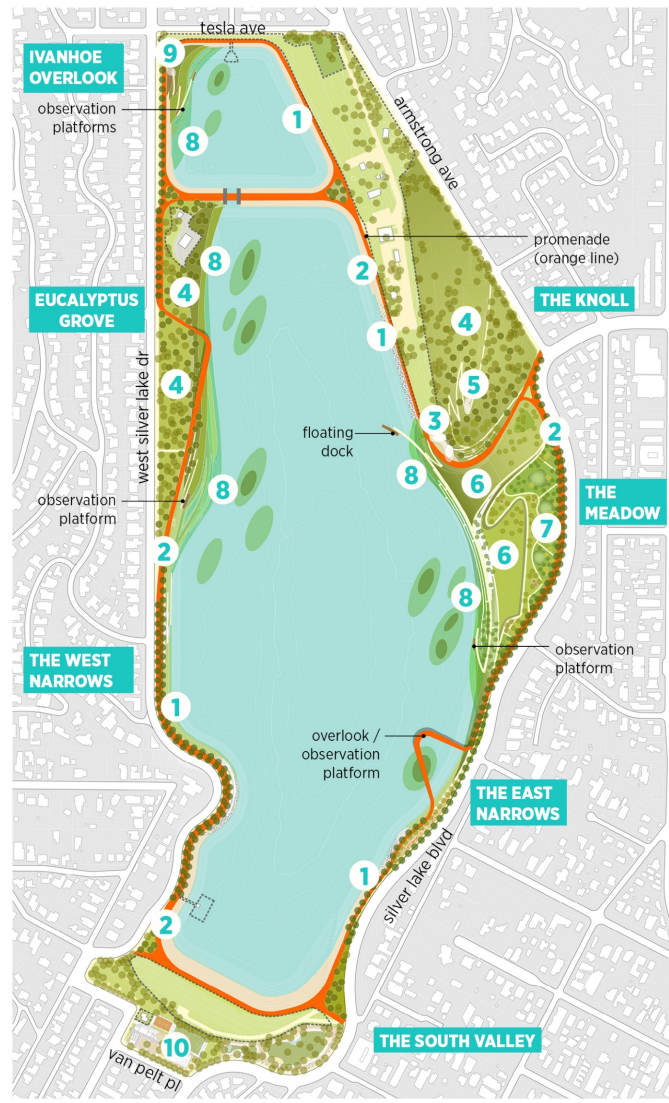 tesla ave
9
IVANHOE
OVERLOOK
observation
platforms
1
8
armstrong ave
promenade
(orange line)
8
2
EUCALYPTUS
GROVE
4
THE KNOLL
4
1
west silver lake dr
4
5
3
2
floating
dock
8
6
observation
platform
8
THE
MEADOW
7
6
2
8
THE WEST
NARROWS
observation
platform
1
overlook /
observation
platform
THE EAST
NARROWS
1
silver lake blvd
2
THE SOUTH VALLEY
10
van pelt pl